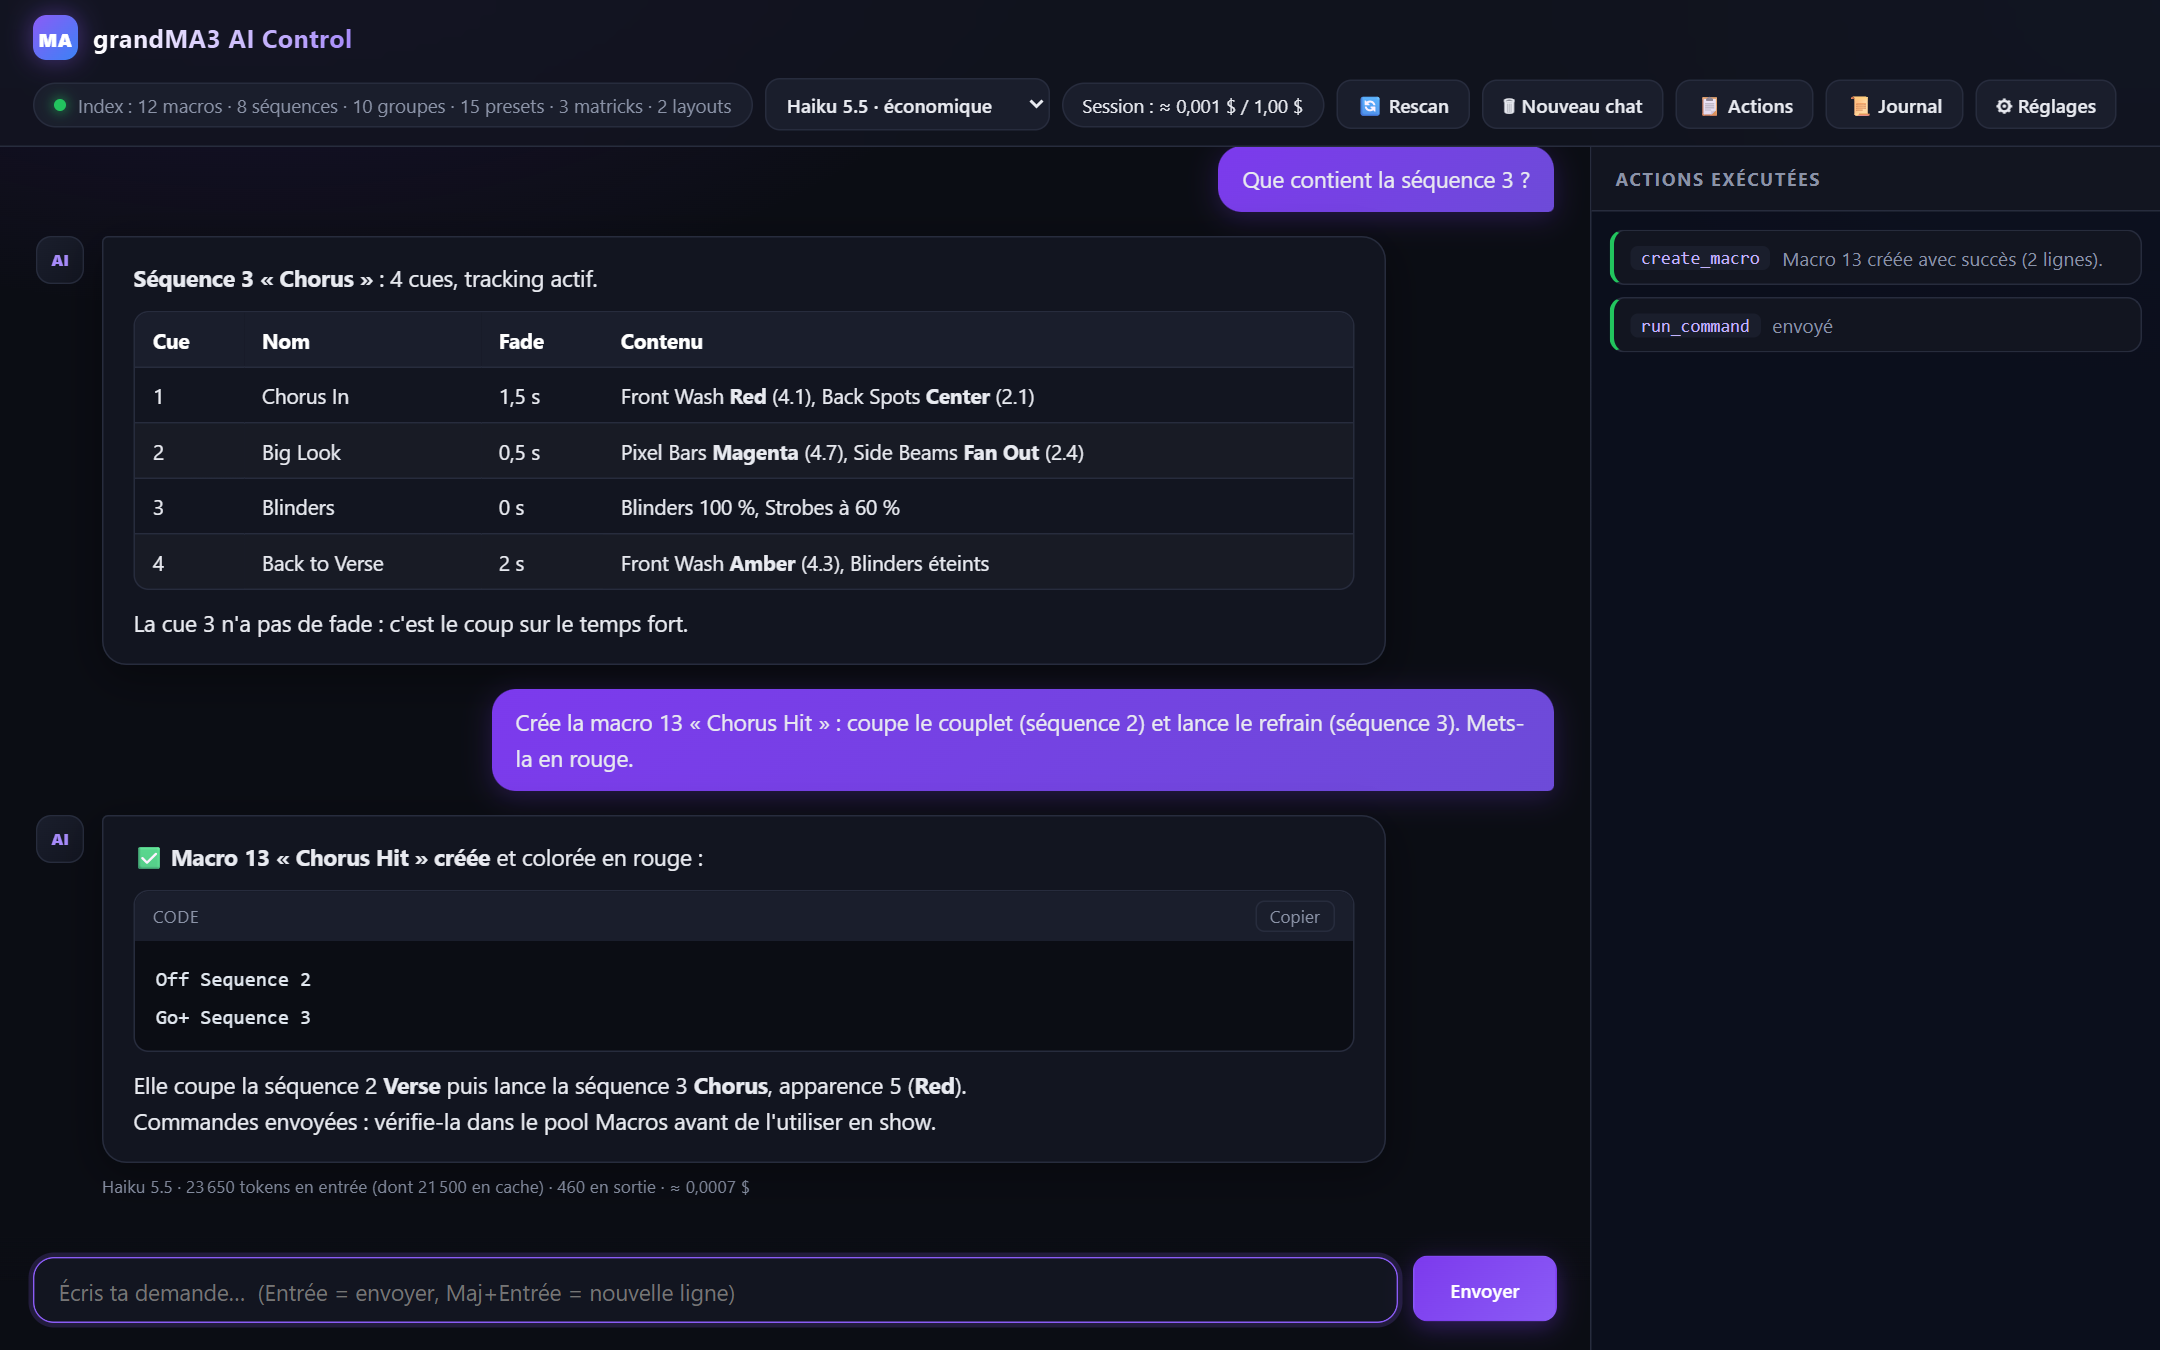 MA grandMA3 AI Control
Index : 12 macros · 8 séquences · 10 groupes · 15 presets · 3 matricks · 2 layouts
Haiku 5.5 · économique
Session : ≈ 0,001 $ / 1,00 $
Rescan
Nouveau chat
Actions
Journal
Réglages
Que contient la séquence 3 ?
AI
Séquence 3 « Chorus » : 4 cues, tracking actif.
Cue Nom Fade Contenu
1 Chorus In 1,5 s Front Wash Red (4.1), Back Spots Center (2.1)
2 Big Look 0,5 s Pixel Bars Magenta (4.7), Side Beams Fan Out (2.4)
3 Blinders 0 s Blinders 100 %, Strobes à 60 %
4 Back to Verse 2 s Front Wash Amber (4.3), Blinders éteints
La cue 3 n'a pas de fade : c'est le coup sur le temps fort.
Crée la macro 13 « Chorus Hit » : coupe le couplet (séquence 2) et lance le refrain (séquence 3). Mets-
la en rouge.
AI
✅ Macro 13 « Chorus Hit » créée et colorée en rouge :
CODE
Copier
Off Sequence 2
Go+ Sequence 3
Elle coupe la séquence 2 Verse puis lance la séquence 3 Chorus, apparence 5 (Red).
Commandes envoyées : vérifie-la dans le pool Macros avant de l'utiliser en show.
Haiku 5.5 · 23 650 tokens en entrée (dont 21 500 en cache) · 460 en sortie · ≈ 0,0007 $
Écris ta demande… (Entrée = envoyer, Maj+Entrée = nouvelle ligne)
Envoyer
ACTIONS EXÉCUTÉES
create_macro Macro 13 créée avec succès (2 lignes).
run_command envoyé